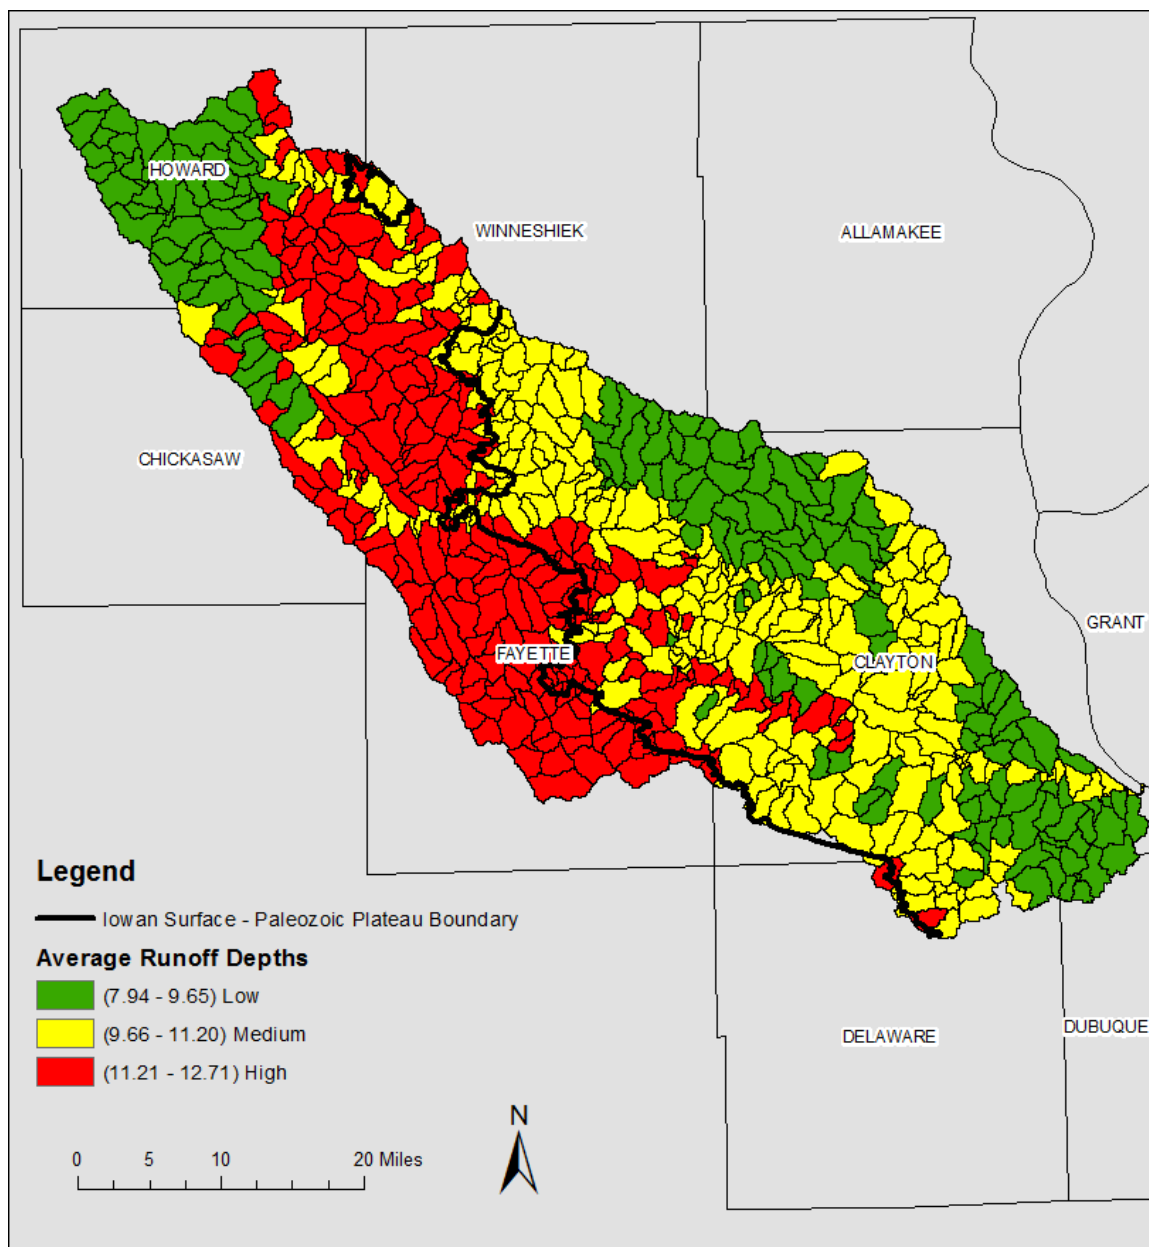 HOWARD
WINNESHIEK
ALLAMAKEE
CHICKASAW
GRANT
FAYETTE
CLAYTON
Legend
Iowan Surface - Paleozoic Plateau Boundary
Average Runoff Depths
(7.94 - 9.65) Low
(9.66 - 11.20) Medium
(11.21 - 12.71) High
DELAWARE
DUBUQUE
N
0 5 10 20 Miles